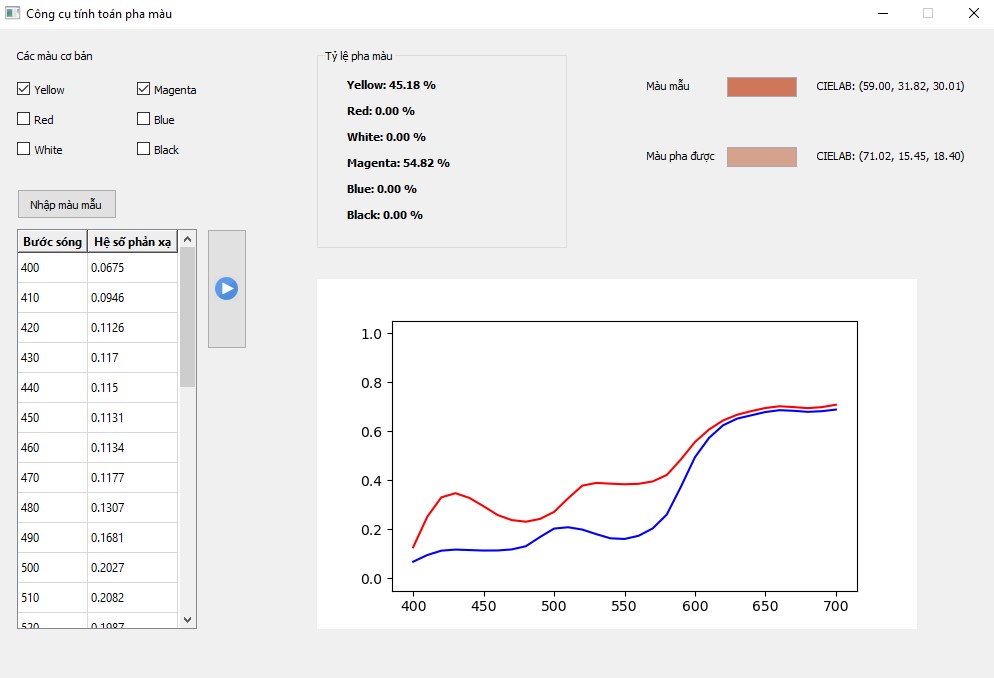 Công cụ tính toán pha màu
Các màu cơ bản
Yellow
Magenta
Red
Blue
White
Black
Nhập màu mẫu
Bước sóng Hệ số phản xạ
400 0.0675
410 0.0946
420 0.1126
430 0.117
440 0.115
450 0.1131
460 0.1134
470 0.1177
480 0.1307
490 0.1681
500 0.2027
510 0.2082
520 0.1987
Tỷ lệ pha màu
Yellow: 45.18 %
Red: 0.00 %
White: 0.00 %
Magenta: 54.82 %
Blue: 0.00 %
Black: 0.00 %
Màu mẫu CIELAB: (59.00, 31.82, 30.01)
Màu pha được CIELAB: (71.02, 15.45, 18.40)
1.0
0.8
0.6
0.4
0.2
0.0
400 450 500 550 600 650 700